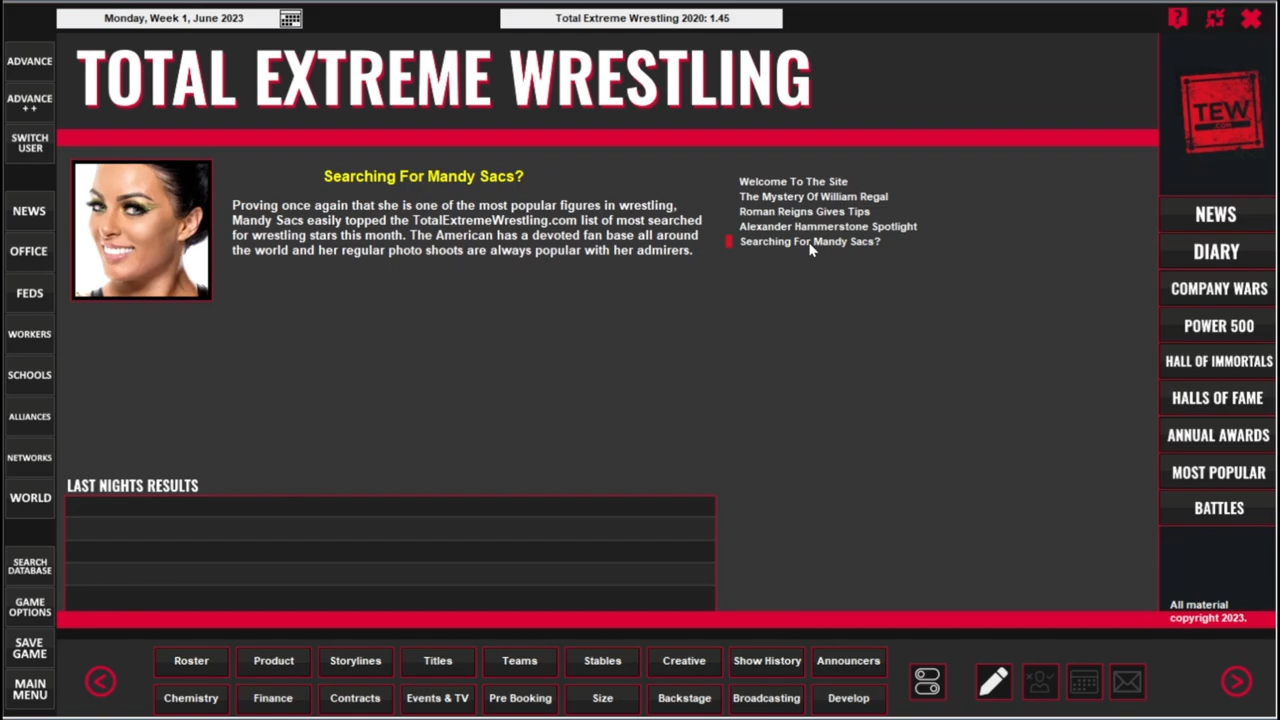 Monday, Week 1, June 2023
Total Extreme Wrestling 2020: 1.45
ADVANCE
ADVANCE
+ +
SWITCH
USER
NEWS
OFFICE
FEDS
WORKERS
SCHOOLS
ALLIANCES
NETWORKS
WORLD
SEARCH
DATABASE
GAME
OPTIONS
SAVE
GAME
MAIN
MENU
TOTAL EXTREME WRESTLING
Searching For Mandy Sacs?
Proving once again that she is one of the most popular figures in wrestling,
Mandy Sacs easily topped the TotalExtremeWrestling.com list of most searched
for wrestling stars this month. The American has a devoted fan base all around
the world and her regular photo shoots are always popular with her admirers.
Welcome To The Site
The Mystery Of William Regal
Roman Reigns Gives Tips
Alexander Hammerstone Spotlight
Searching For Mandy Sacs?
LAST NIGHTS RESULTS
TEW
.COM
NEWS
DIARY
COMPANY WARS
POWER 500
HALL OF IMMORTALS
HALLS OF FAME
ANNUAL AWARDS
MOST POPULAR
BATTLES
All material
copyright 2023.
Roster
Product
Storylines
Titles
Teams
Stables
Creative
Show History
Announcers
Chemistry
Finance
Contracts
Events & TV
Pre Booking
Size
Backstage
Broadcasting
Develop